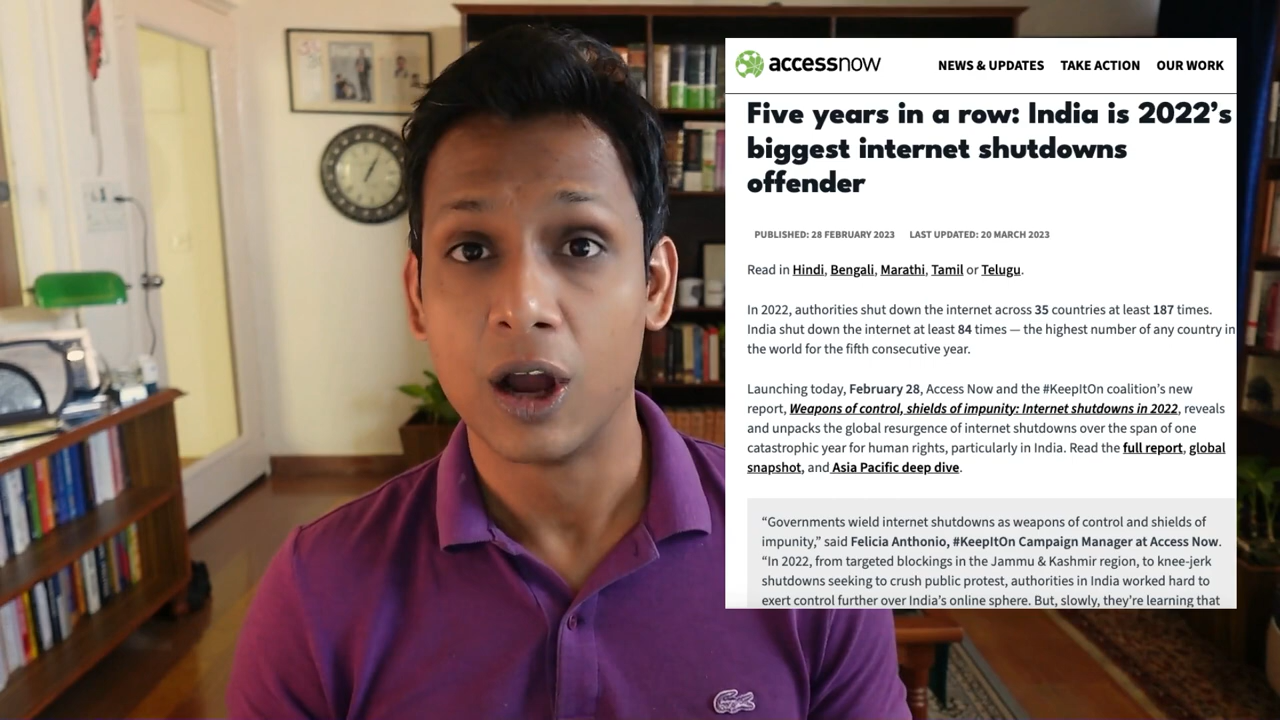 accessnow
NEWS & UPDATES TAKE ACTION OUR WORK
Five years in a row: India is 2022’s
biggest internet shutdowns
offender
PUBLISHED: 28 FEBRUARY 2023 LAST UPDATED: 20 MARCH 2023
Read in Hindi, Bengali, Marathi, Tamil or Telugu.
In 2022, authorities shut down the internet across 35 countries at least 187 times.
India shut down the internet at least 84 times — the highest number of any country in
the world for the fifth consecutive year.
Launching today, February 28, Access Now and the #KeepItOn coalition’s new
report, Weapons of control, shields of impunity: Internet shutdowns in 2022, reveals
and unpacks the global resurgence of internet shutdowns over the span of one
catastrophic year for human rights, particularly in India. Read the full report, global
snapshot, and Asia Pacific deep dive.
“Governments wield internet shutdowns as weapons of control and shields of
impunity,” said Felicia Anthonio, #KeepItOn Campaign Manager at Access Now.
“In 2022, from targeted blockings in the Jammu & Kashmir region, to knee-jerk
shutdowns seeking to crush public protest, authorities in India worked hard to
exert control further over India’s online sphere. But, slowly, they’re learning that